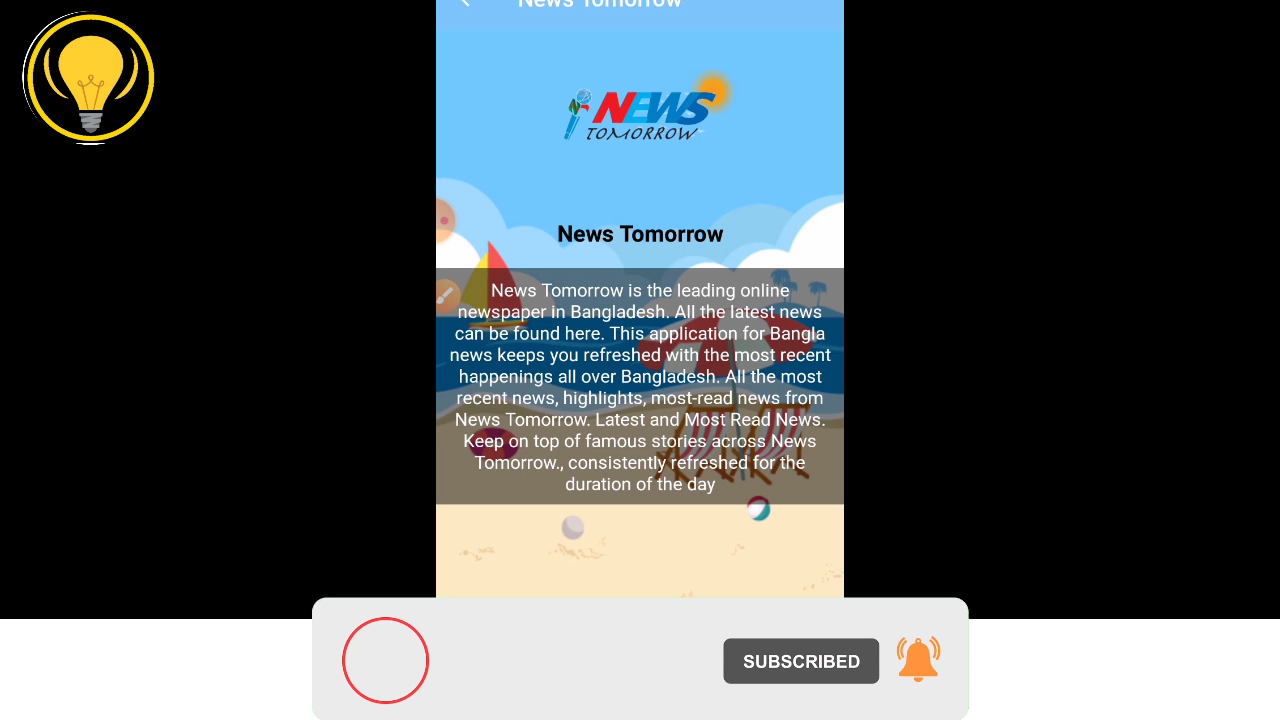 News Tomorrow
NEWS
TOMORROW
News Tomorrow
News Tomorrow is the leading online
newspaper in Bangladesh. All the latest news
can be found here. This application for Bangla
news keeps you refreshed with the most recent
happenings all over Bangladesh. All the most
recent news, highlights, most-read news from
News Tomorrow. Latest and Most Read News.
Keep on top of famous stories across News
Tomorrow., consistently refreshed for the
duration of the day
SUBSCRIBED